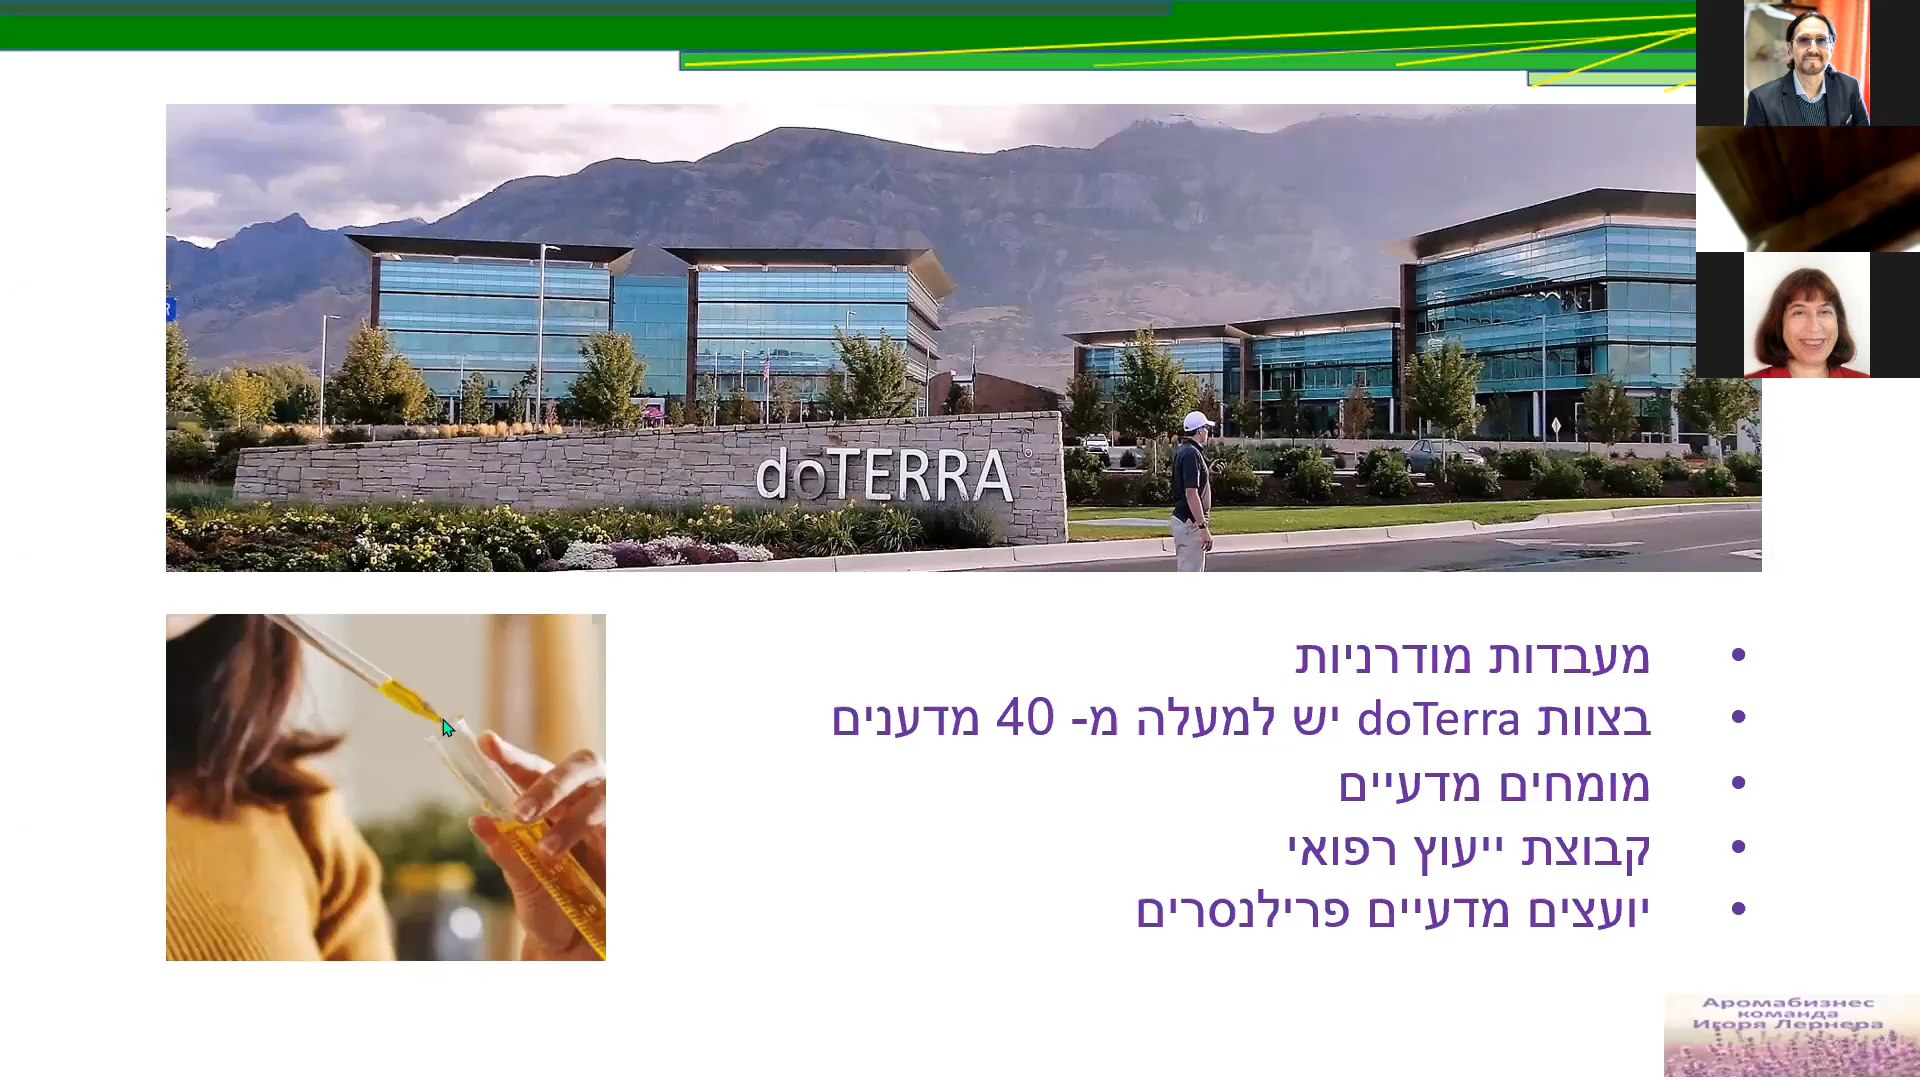 doTERRA
מעבדות מודרניות
בצוות doTerra יש למעלה מ- 40 מדענים
מומחים מדעיים
קבוצת ייעוץ רפואי
יועצים מדעיים פרילנסרים
Аромабизнес
команда
Игоря Лернера